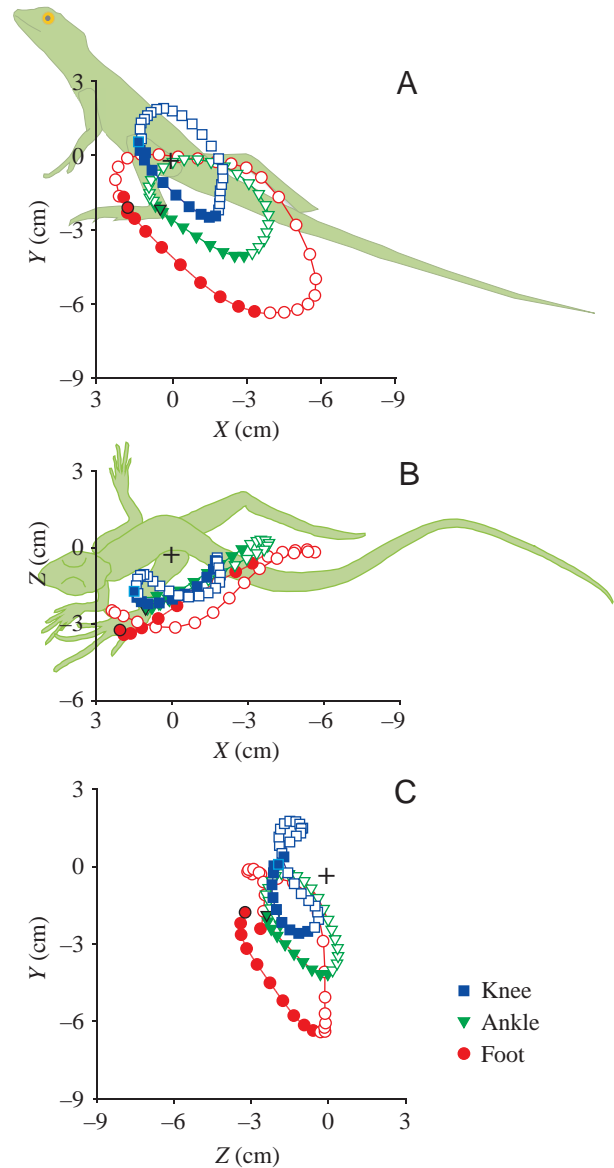 A
3
0
–3
–6
–9
Y (cm)
3 0 –3 –6 –9
X (cm)
B
3
0
–3
–6
Z (cm)
3 0 –3 –6 –9
X (cm)
C
3
0
–3
–6
–9
Y (cm)
–9 –6 –3 0 3
Z (cm)
Knee
Ankle
Foot